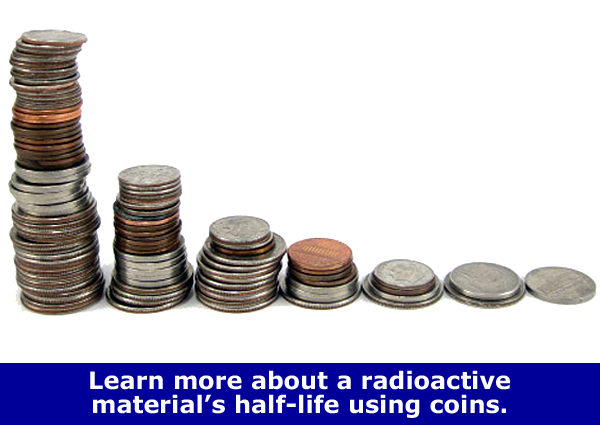 Learn more about a radioactive
material's half-life using coins.